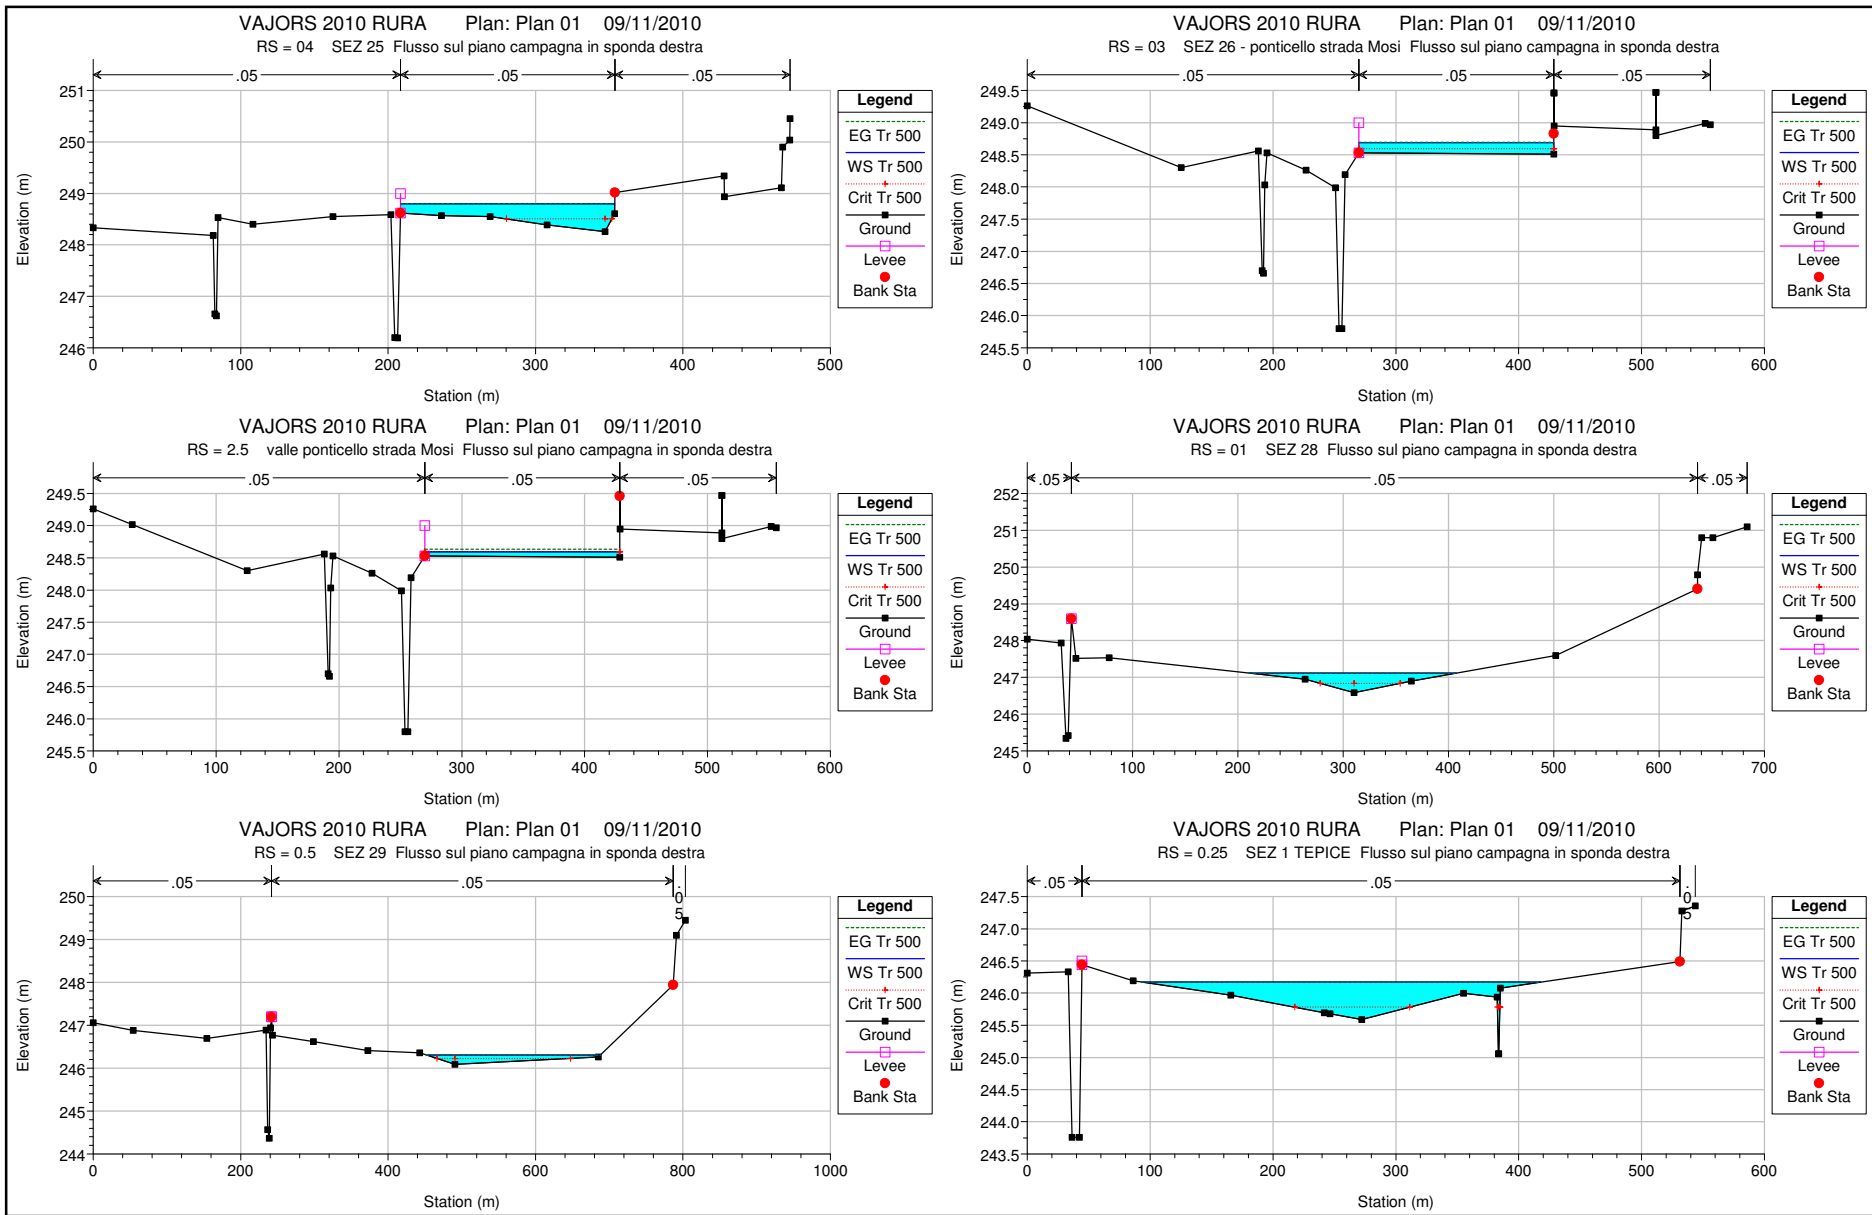 VAJORS 2010 RURA Plan: Plan 01 09/11/2010
RS = 04 SEZ 25 Flusso sul piano campagna in sponda destra
.05 .05 .05
251
250
249
248
247
246
0 100 200 300 400 500
Station (m)
Elevation (m)
Legend
EG Tr 500
WS Tr 500
Crit Tr 500
Ground
Levee
Bank Sta
VAJORS 2010 RURA Plan: Plan 01 09/11/2010
RS = 03 SEZ 26 - ponticello strada Mosi Flusso sul piano campagna in sponda destra
.05 .05 .05
249.5
249.0
248.5
248.0
247.5
247.0
246.5
246.0
245.5
0 100 200 300 400 500 600
Station (m)
Elevation (m)
Legend
EG Tr 500
WS Tr 500
Crit Tr 500
Ground
Levee
Bank Sta
VAJORS 2010 RURA Plan: Plan 01 09/11/2010
RS = 2.5 valle ponticello strada Mosi Flusso sul piano campagna in sponda destra
.05 .05 .05
249.5
249.0
248.5
248.0
247.5
247.0
246.5
246.0
245.5
0 100 200 300 400 500 600
Station (m)
Elevation (m)
Legend
EG Tr 500
WS Tr 500
Crit Tr 500
Ground
Levee
Bank Sta
VAJORS 2010 RURA Plan: Plan 01 09/11/2010
RS = 01 SEZ 28 Flusso sul piano campagna in sponda destra
.05 .05 .05
252
251
250
249
248
247
246
245
0 100 200 300 400 500 600 700
Station (m)
Elevation (m)
Legend
EG Tr 500
WS Tr 500
Crit Tr 500
Ground
Levee
Bank Sta
VAJORS 2010 RURA Plan: Plan 01 09/11/2010
RS = 0.5 SEZ 29 Flusso sul piano campagna in sponda destra
.05 .05 .05
250
249
248
247
246
245
244
0 200 400 600 800 1000
Station (m)
Elevation (m)
Legend
EG Tr 500
WS Tr 500
Crit Tr 500
Ground
Levee
Bank Sta
VAJORS 2010 RURA Plan: Plan 01 09/11/2010
RS = 0.25 SEZ 1 TEPICE Flusso sul piano campagna in sponda destra
.05 .05 .05
247.5
247.0
246.5
246.0
245.5
245.0
244.5
244.0
243.5
0 100 200 300 400 500 600
Station (m)
Elevation (m)
Legend
EG Tr 500
WS Tr 500
Crit Tr 500
Ground
Levee
Bank Sta